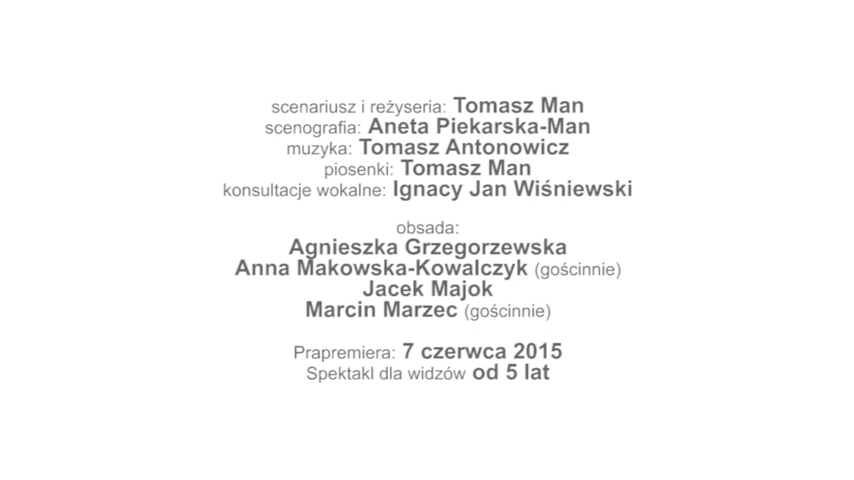 scenariusz i reżyseria: Tomasz Man
scenografia: Aneta Piekarska-Man
muzyka: Tomasz Antonowicz
piosenki: Tomasz Man
konsultacje wokalne: Ignacy Jan Wiśniewski
obsada:
Agnieszka Grzegorzewska
Anna Makowska-Kowalczyk (gościnnie)
Jacek Majok
Marcin Marzec (gościnnie)
Prapremiera: 7 czerwca 2015
Spektakl dla widzów od 5 lat